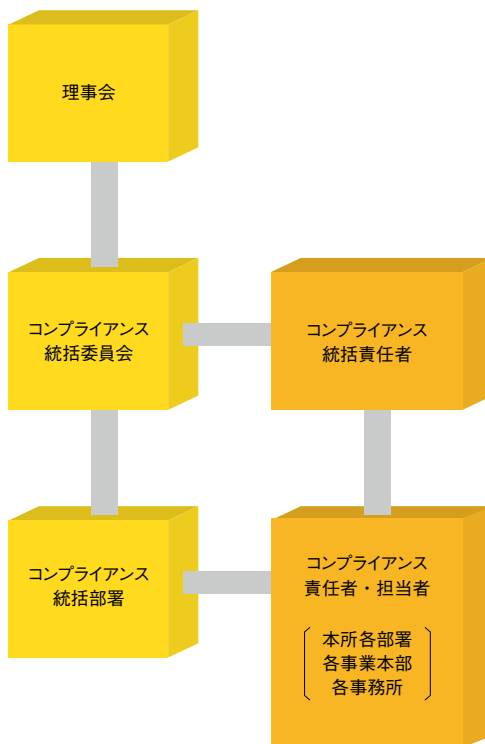 理事会
コンプライアンス
統括委員会
コンプライアンス
統括責任者
コンプライアンス
統括部署
コンプライアンス
責任者・担当者
本所各部署
各事業本部
各事務所